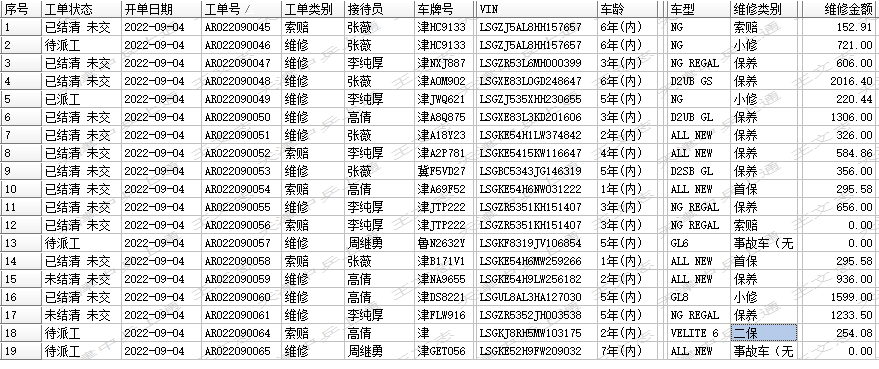 序号 工单状态 开单日期 工单号 / 工单类别 接待员 车牌号 VIN 车龄 车型 维修类别 维修金额
1 已结清 未交 2022-09-04 AR022090045 索赔 张薇 津HC9133 LSGZJ5AL8HH157657 6年(内) NG 索赔 152.91
2 待派工 2022-09-04 AR022090046 维修 张薇 津HC9133 LSGZJ5AL8HH157657 6年(内) NG 小修 721.00
3 已结清 未交 2022-09-04 AR022090047 维修 李纯厚 津NXJ887 LSGZR53L6MH000399 3年(内) NG REGAL 保养 606.00
4 已结清 未交 2022-09-04 AR022090048 维修 张薇 津AOM902 LSGXE83L0GD248647 6年(内) D2UB GS 保养 2016.40
5 已派工 2022-09-04 AR022090049 维修 李纯厚 津JWQ621 LSGZJ535XHH230655 5年(内) NG 小修 220.44
6 已结清 未交 2022-09-04 AR022090050 维修 高倩 津A8Q875 LSGXE83L3KD201606 3年(内) D2UB GL 保养 1306.00
7 已结清 未交 2022-09-04 AR022090051 维修 张薇 津A18Y23 LSGKE54H1LW374842 2年(内) ALL NEW 保养 326.00
8 已结清 未交 2022-09-04 AR022090052 索赔 李纯厚 津A2P781 LSGKE5415KW116647 4年(内) ALL NEW 保养 584.86
9 已结清 未交 2022-09-04 AR022090053 维修 张薇 冀F5VD27 LSGBC5343JG146319 5年(内) D2SB GL 保养 356.00
10 已结清 未交 2022-09-04 AR022090054 索赔 高倩 津A69F52 LSGKE54H6NW031222 1年(内) ALL NEW 首保 295.58
11 已结清 未交 2022-09-04 AR022090055 维修 李纯厚 津JTP222 LSGZR5351KH151407 3年(内) NG REGAL 保养 656.00
12 已结清 未交 2022-09-04 AR022090056 索赔 李纯厚 津JTP222 LSGZR5351KH151407 3年(内) NG REGAL 索赔 0.00
13 待派工 2022-09-04 AR022090057 维修 周继勇 鲁N2632Y LSGKF8319JV106854 5年(内) GL6 事故车（无 0.00
14 已结清 未交 2022-09-04 AR022090058 索赔 张薇 津B171V1 LSGKE54H6MW259266 1年(内) ALL NEW 首保 295.58
15 未结清 未交 2022-09-04 AR022090059 维修 高倩 津NA9655 LSGKE54H9LW256182 2年(内) ALL NEW 保养 936.00
16 已结清 未交 2022-09-04 AR022090060 维修 高倩 津DS8221 LSGUL8AL3HA127030 5年(内) GL8 小修 1599.00
17 未结清 未交 2022-09-04 AR022090061 维修 李纯厚 津FLW916 LSGZR5352JH003538 5年(内) NG REGAL 保养 1233.50
18 待派工 2022-09-04 AR022090064 索赔 高倩 津 LSGKJ8RH5MW103175 2年(内) VELITE 6 二保 254.08
19 待派工 2022-09-04 AR022090065 维修 周继勇 津GET056 LSGKE52H9FW209032 7年(内) ALL NEW 事故车（无 0.00